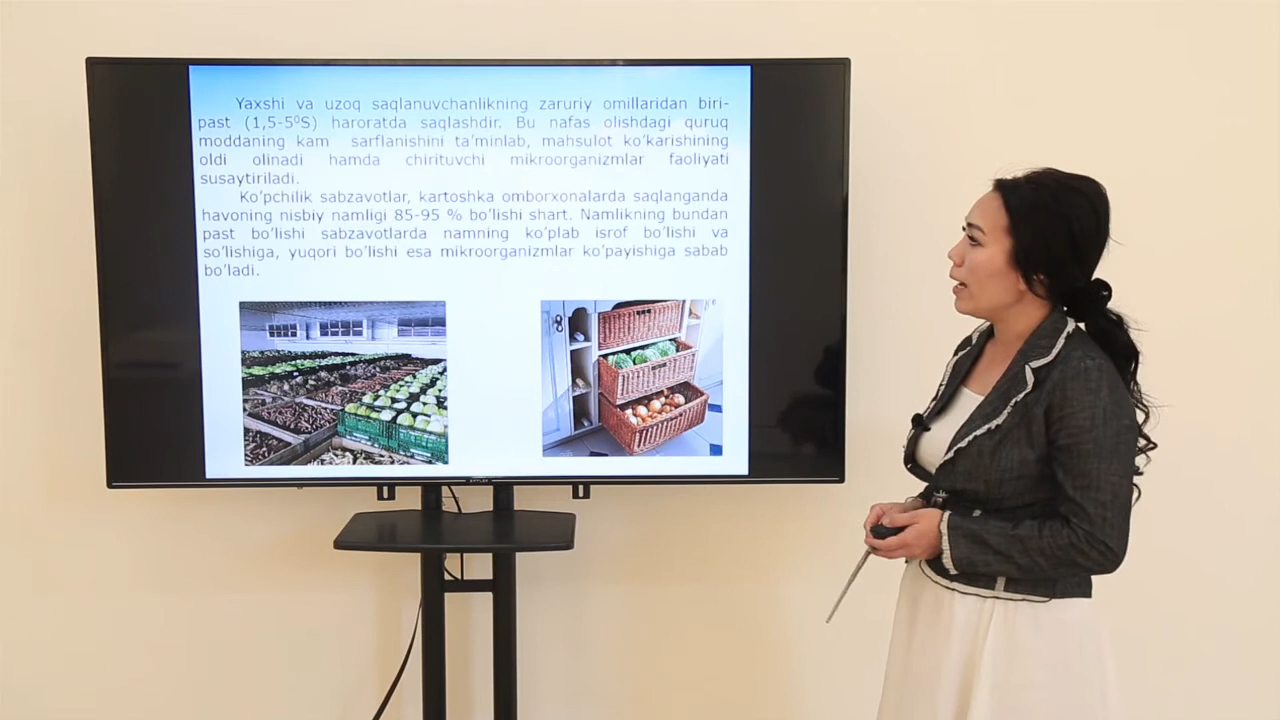 Yaxshi va uzoq saqlanuvchanlikning zaruriy omillaridan biri-
past (1,5-5⁰S) haroratda saqlashdir. Bu nafas olishdagi quruq
moddaning kam sarflanishini ta’minlab, mahsulot ko’karishining
oldi olinadi hamda chirituvchi mikroorganizmlar faoliyati
susaytiriladi.
Ko’pchilik sabzavotlar, kartoshka omborxonalarda saqlanganda
havoning nisbiy namligi 85-95 % bo’lishi shart. Namlikning bundan
past bo’lishi sabzavotlarda namning ko’plab isrof bo’lishi va
so’lishiga, yuqori bo’lishi esa mikroorganizmlar ko’payishiga sabab
bo’ladi.